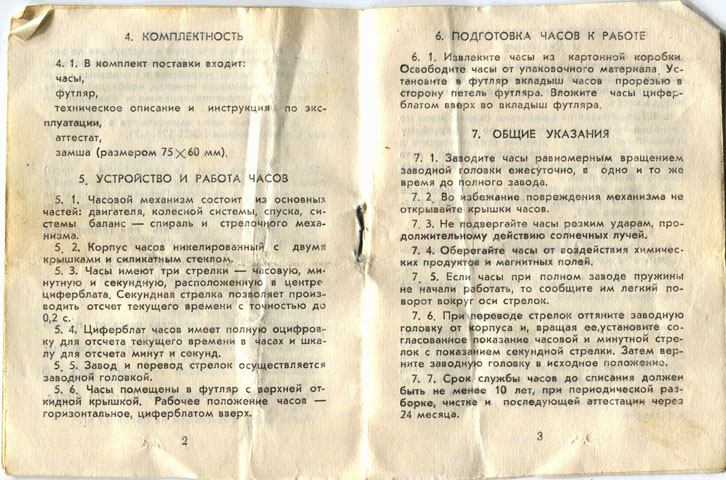 4. КОМПЛЕКТНОСТЬ
4. 1. В комплект поставки входит:
часы,
футляр,
техническое описание и инструкция по экс-
плуатации,
аттестат,
замша (размером 75×60 мм).
5. УСТРОЙСТВО И РАБОТА ЧАСОВ
5. 1. Часовой механизм состоит из основных
частей: двигателя, колесной системы, спуска, си-
стемы баланс — спираль и стрелочного меха-
низма.
5. 2. Корпус часов никелированный с двумя
крышками и силикатным стеклом.
5. 3. Часы имеют три стрелки — часовую, ми-
нутную и секундную, расположенную в центре
циферблата. Секундная стрелка позволяет произ-
водить отсчет текущего времени с точностью до
0,2 с.
5. 4. Циферблат часов имеет полную оцифров-
ку для отсчета текущего времени в часах и шка-
лу для отсчета минут и секунд.
5. 5. Завод и перевод стрелок осуществляется
заводной головкой.
5. 6. Часы помещены в футляр с верхней от-
кидной крышкой. Рабочее положение часов —
горизонтальное, циферблатом вверх.
2
6. ПОДГОТОВКА ЧАСОВ К РАБОТЕ
6. 1. Извлеките часы из картонной коробки.
Освободите часы от упаковочного материала. Ус-
тановите в футляр вкладыш часов прорезью в
сторону петель футляра. Вложите часы цифер-
блатом вверх во вкладыш футляра.
7. ОБЩИЕ УКАЗАНИЯ
7. 1. Заводите часы равномерным вращением
заводной головки ежесуточно, в одно и то же
время до полного завода.
7. 2. Во избежание повреждения механизма не
открывайте крышки часов.
7. 3. Не подвергайте часы резким ударам, про-
должительному действию солнечных лучей.
7. 4. Оберегайте часы от воздействия химичес-
ких продуктов и магнитных полей.
7. 5. Если часы при полном заводе пружины
не начали работать, то сообщите им легкий по-
ворот вокруг оси стрелок.
7. 6. При переводе стрелок оттяните заводную
головку от корпуса и, вращая ее,установите со-
гласованное показание часовой и минутной стре-
лок с показанием секундной стрелки. Затем вер-
ните заводную головку в исходное положение.
7. 7. Срок службы часов до списания должен
быть не менее 10 лет, при периодической раз-
борке, чистке и последующей аттестации через
24 месяца.
3